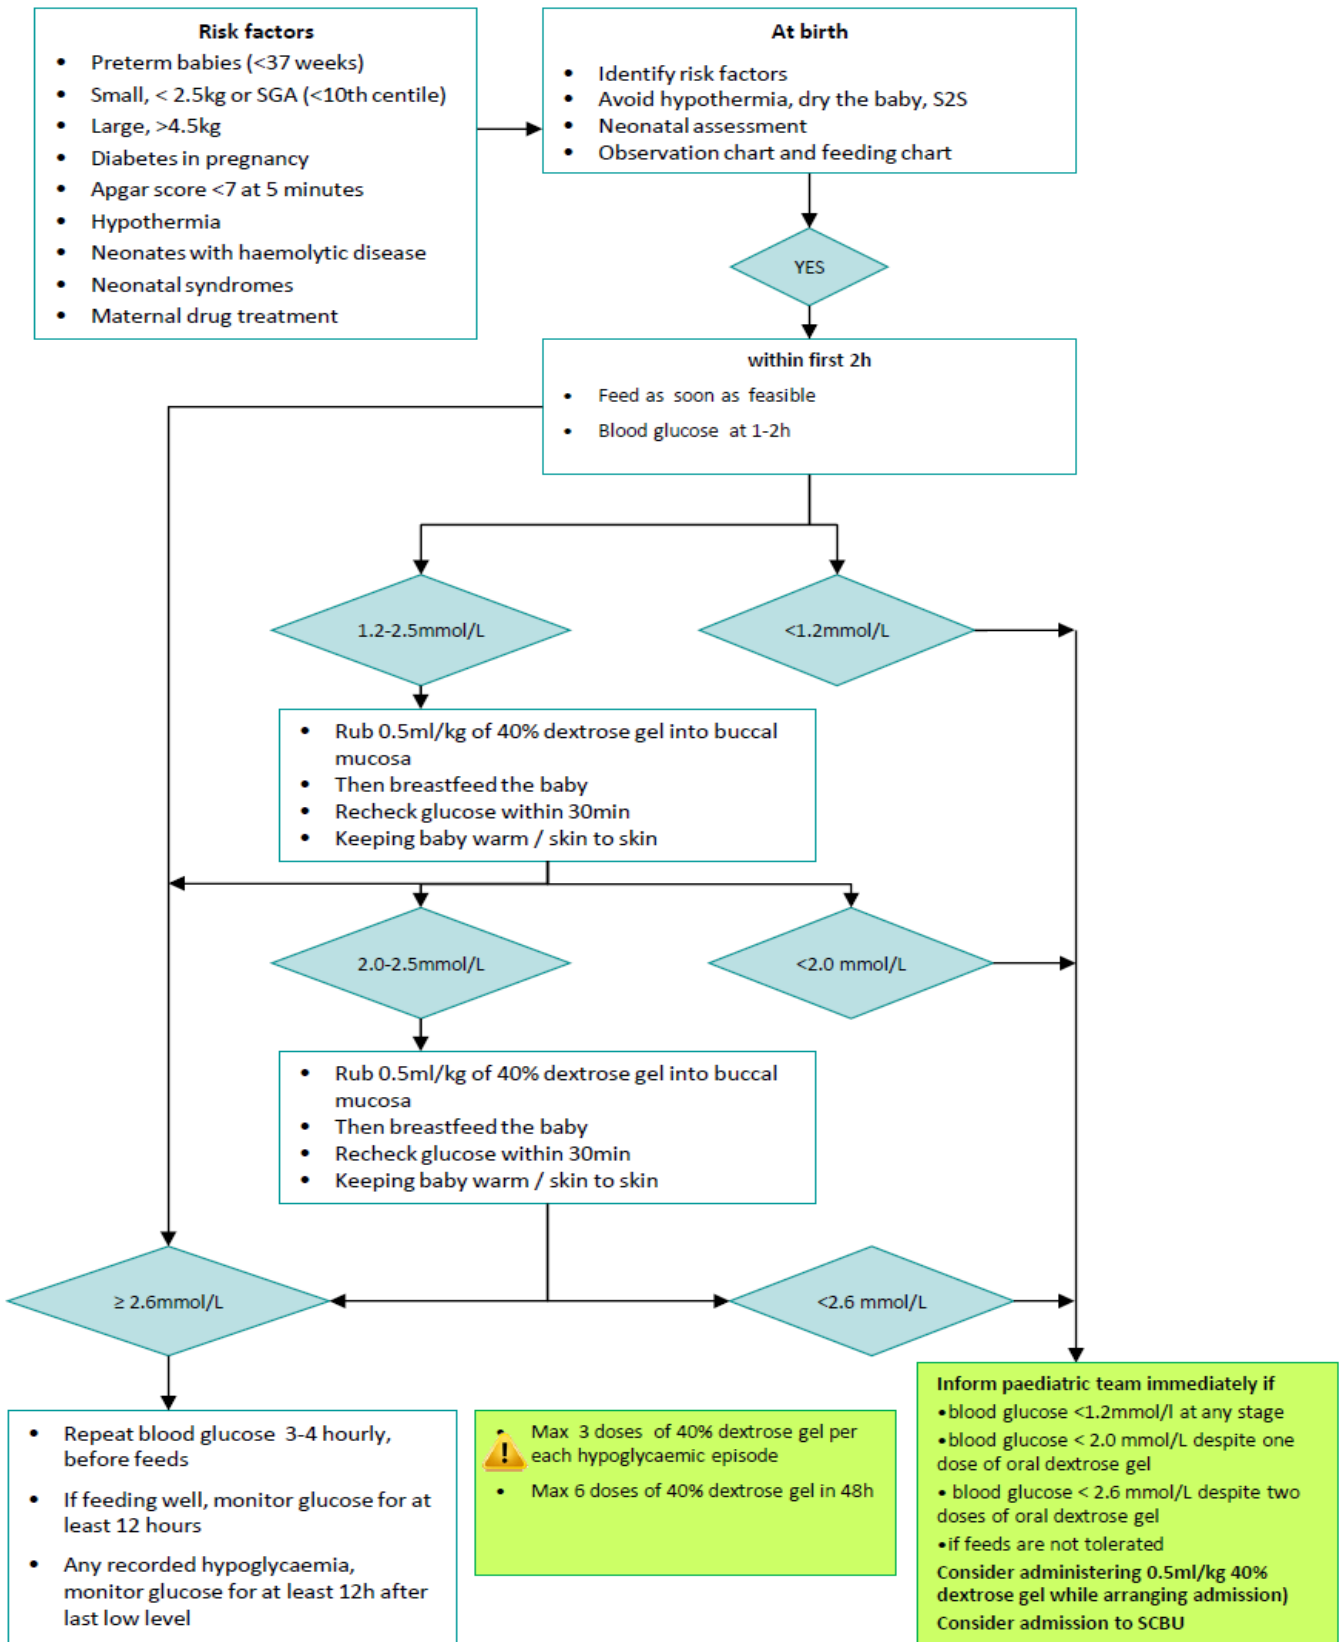 Risk factors
• Preterm babies (<37 weeks)
• Small, < 2.5kg or SGA (<10th centile)
• Large, >4.5kg
• Diabetes in pregnancy
• Apgar score <7 at 5 minutes
• Hypothermia
• Neonates with haemolytic disease
• Neonatal syndromes
• Maternal drug treatment
At birth
• Identify risk factors
• Avoid hypothermia, dry the baby, S2S
• Neonatal assessment
• Observation chart and feeding chart
YES
within first 2h
• Feed as soon as feasible
• Blood glucose at 1-2h
1.2-2.5mmol/L
<1.2mmol/L
• Rub 0.5ml/kg of 40% dextrose gel into buccal
mucosa
• Then breastfeed the baby
• Recheck glucose within 30min
• Keeping baby warm / skin to skin
2.0-2.5mmol/L
<2.0 mmol/L
• Rub 0.5ml/kg of 40% dextrose gel into buccal
mucosa
• Then breastfeed the baby
• Recheck glucose within 30min
• Keeping baby warm / skin to skin
≥ 2.6mmol/L
<2.6 mmol/L
• Repeat blood glucose 3-4 hourly,
before feeds
• If feeding well, monitor glucose for at
least 12 hours
• Any recorded hypoglycaemia,
monitor glucose for at least 12h after
last low level
• Max 3 doses of 40% dextrose gel per
each hypoglycaemic episode
• Max 6 doses of 40% dextrose gel in 48h
Inform paediatric team immediately if
•blood glucose <1.2mmol/l at any stage
•blood glucose < 2.0 mmol/L despite one
dose of oral dextrose gel
• blood glucose < 2.6 mmol/L despite two
doses of oral dextrose gel
•if feeds are not tolerated
Consider administering 0.5ml/kg 40%
dextrose gel while arranging admission)
Consider admission to SCBU